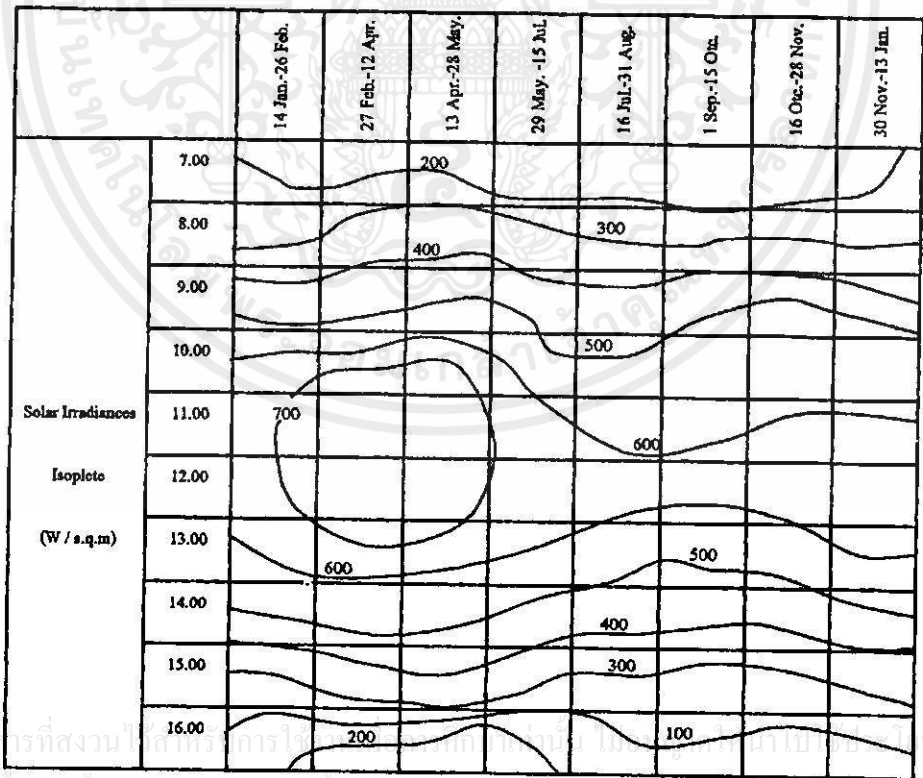 14 Jan.-26 Feb.
27 Feb.-12 Apr.
13 Apr.-28 May.
29 May. -15 Jul.
16 Jul.-31 Aug.
1 Sep.-15 Om.
16 Otc.-28 Nov.
30 Nov.-13 Jan.
7.00
200
8.00
300
400
9.00
10.00
500
Solar Irradiances
11.00
700
600
Isoplete
12.00
(W / s.q.m)
13.00
600
500
14.00
400
15.00
300
16.00
200
100